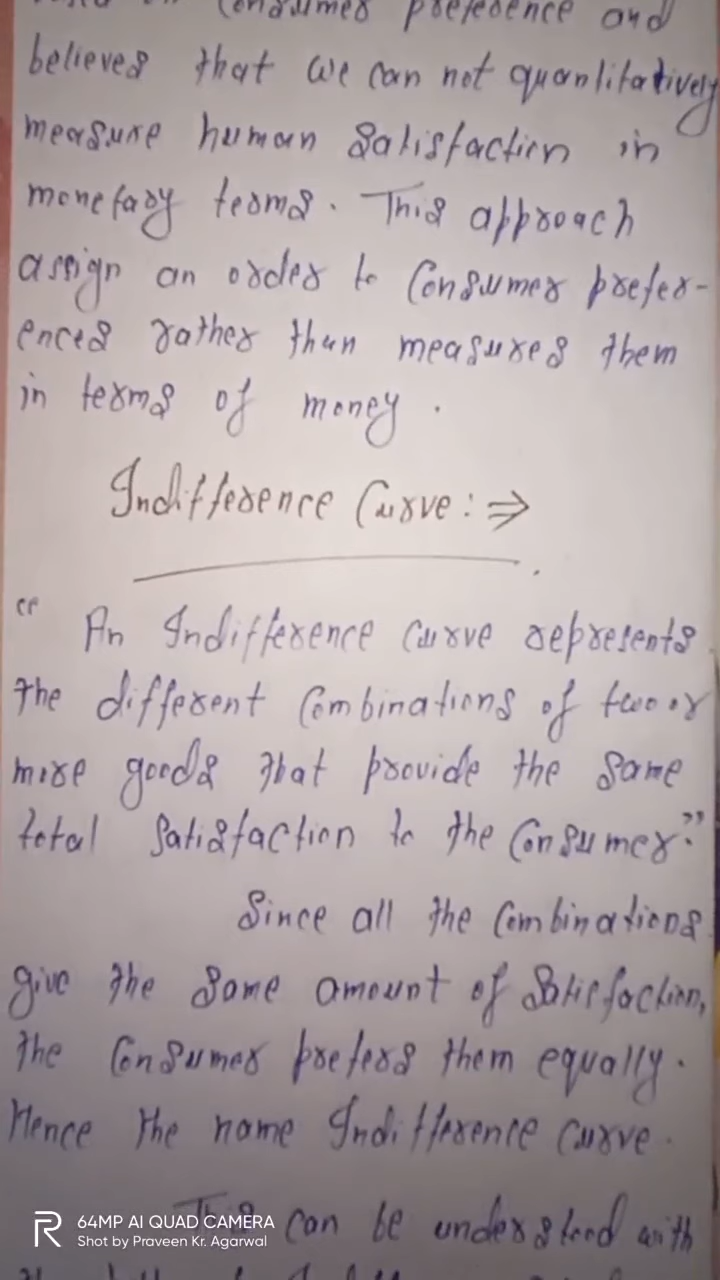 Consumer preference and
believes that we can not quantitatively
measure human satisfaction in
monetary terms. This approach
assign an order to Consumer prefer-
ences rather than measures them
in terms of money.
Indifference Curve :⇒
" An Indifference curve represents
the different Combinations of two or
more goods that provide the same
total satisfaction to the Consumer."
Since all the Combinations
give the same amount of Satisfaction,
the Consumer prefers them equally.
Hence the name Indifference curve.
This can be understood with
64MP AI QUAD CAMERA
Shot by Praveen Kr. Agarwal